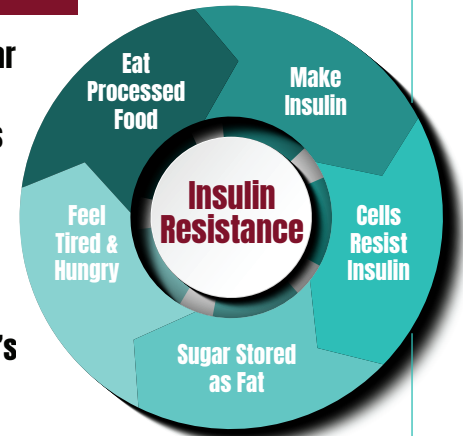 Eat
Processed
Food
Make
Insulin
Cells
Resist
Insulin
Sugar Stored
as Fat
Feel
Tired &
Hungry
Insulin
Resistance
's